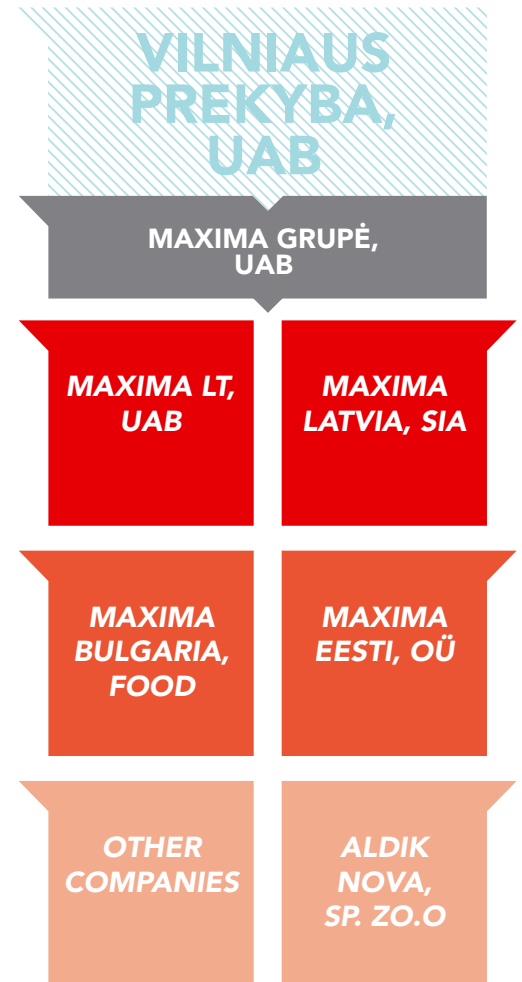 VILNIAUS
PREKYBA,
UAB
MAXIMA GRUPĖ,
UAB
MAXIMA LT,
UAB
MAXIMA
LATVIA, SIA
MAXIMA
BULGARIA,
FOOD
MAXIMA
EESTI, OÜ
OTHER
COMPANIES
ALDIK
NOVA,
SP. ZO.O